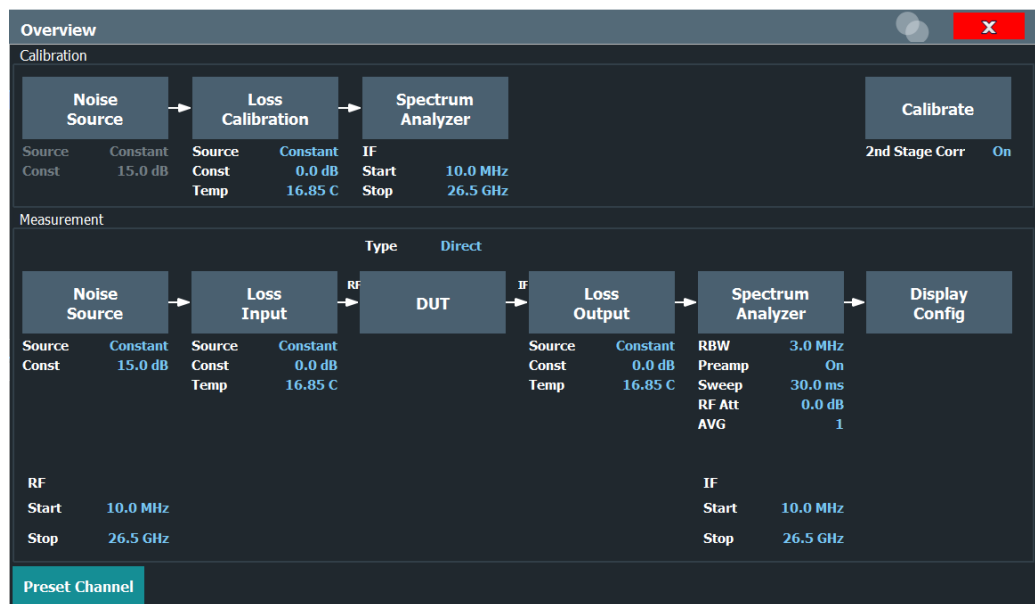 Overview
X
Calibration
Noise Source
Loss Calibration
Spectrum Analyzer
Calibrate
Source Constant
Const 15.0 dB
Source Constant
Const 0.0 dB
Temp 16.85 C
IF
Start 10.0 MHz
Stop 26.5 GHz
2nd Stage Corr On
Measurement
Type Direct
Noise Source
Loss Input
RF
DUT
IF
Loss Output
Spectrum Analyzer
Display Config
Source Constant
Const 15.0 dB
Source Constant
Const 0.0 dB
Temp 16.85 C
Source Constant
Const 0.0 dB
Temp 16.85 C
RBW 3.0 MHz
Preamp On
Sweep 30.0 ms
RF Att 0.0 dB
AVG 1
RF
Start 10.0 MHz
Stop 26.5 GHz
IF
Start 10.0 MHz
Stop 26.5 GHz
Preset Channel